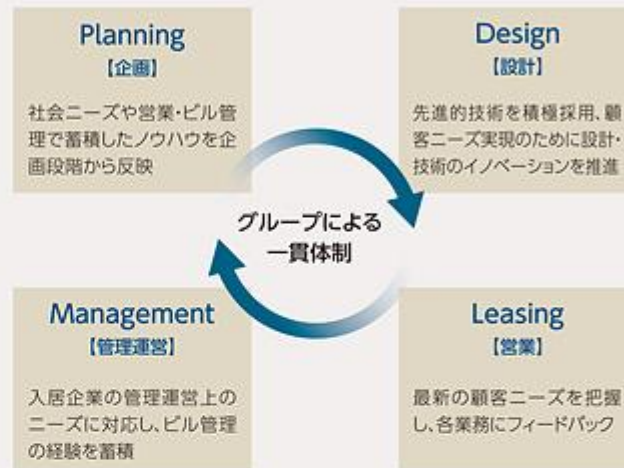 Planning
【企画】
社会ニーズや営業・ビル管
理で蓄積したノウハウを企
画段階から反映
Design
【設計】
先進的技術を積極採用、顧
客ニーズ実現のために設計・
技術のイノベーションを推進
グループによる
一貫体制
Management
【管理運営】
入居企業の管理運営上の
ニーズに対応し、ビル管理
の経験を蓄積
Leasing
【営業】
最新の顧客ニーズを把握
し、各業務にフィードバック